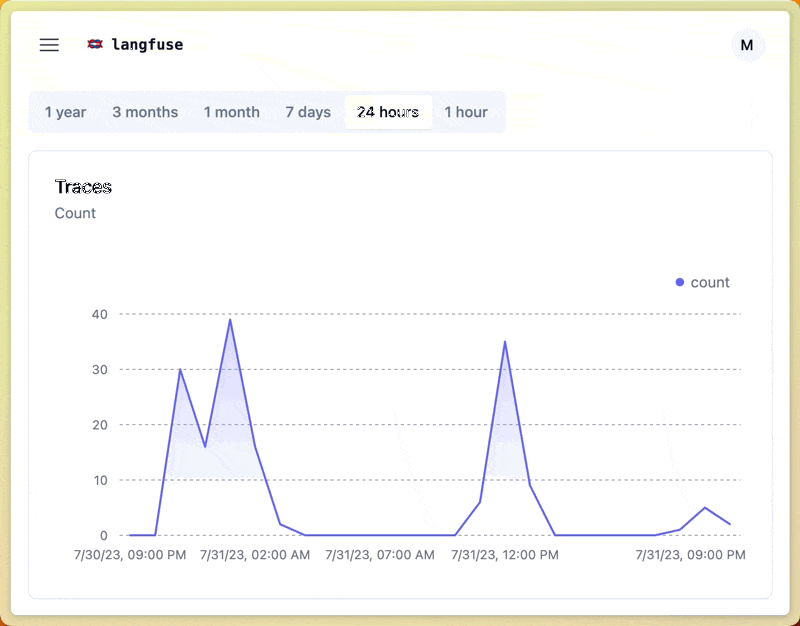 langfuse
M
1 year 3 months 1 month 7 days 24 hours 1 hour
Traces
Count
count
40
30
20
10
0
7/30/23, 09:00 PM 7/31/23, 02:00 AM 7/31/23, 07:00 AM 7/31/23, 12:00 PM 7/31/23, 09:00 PM